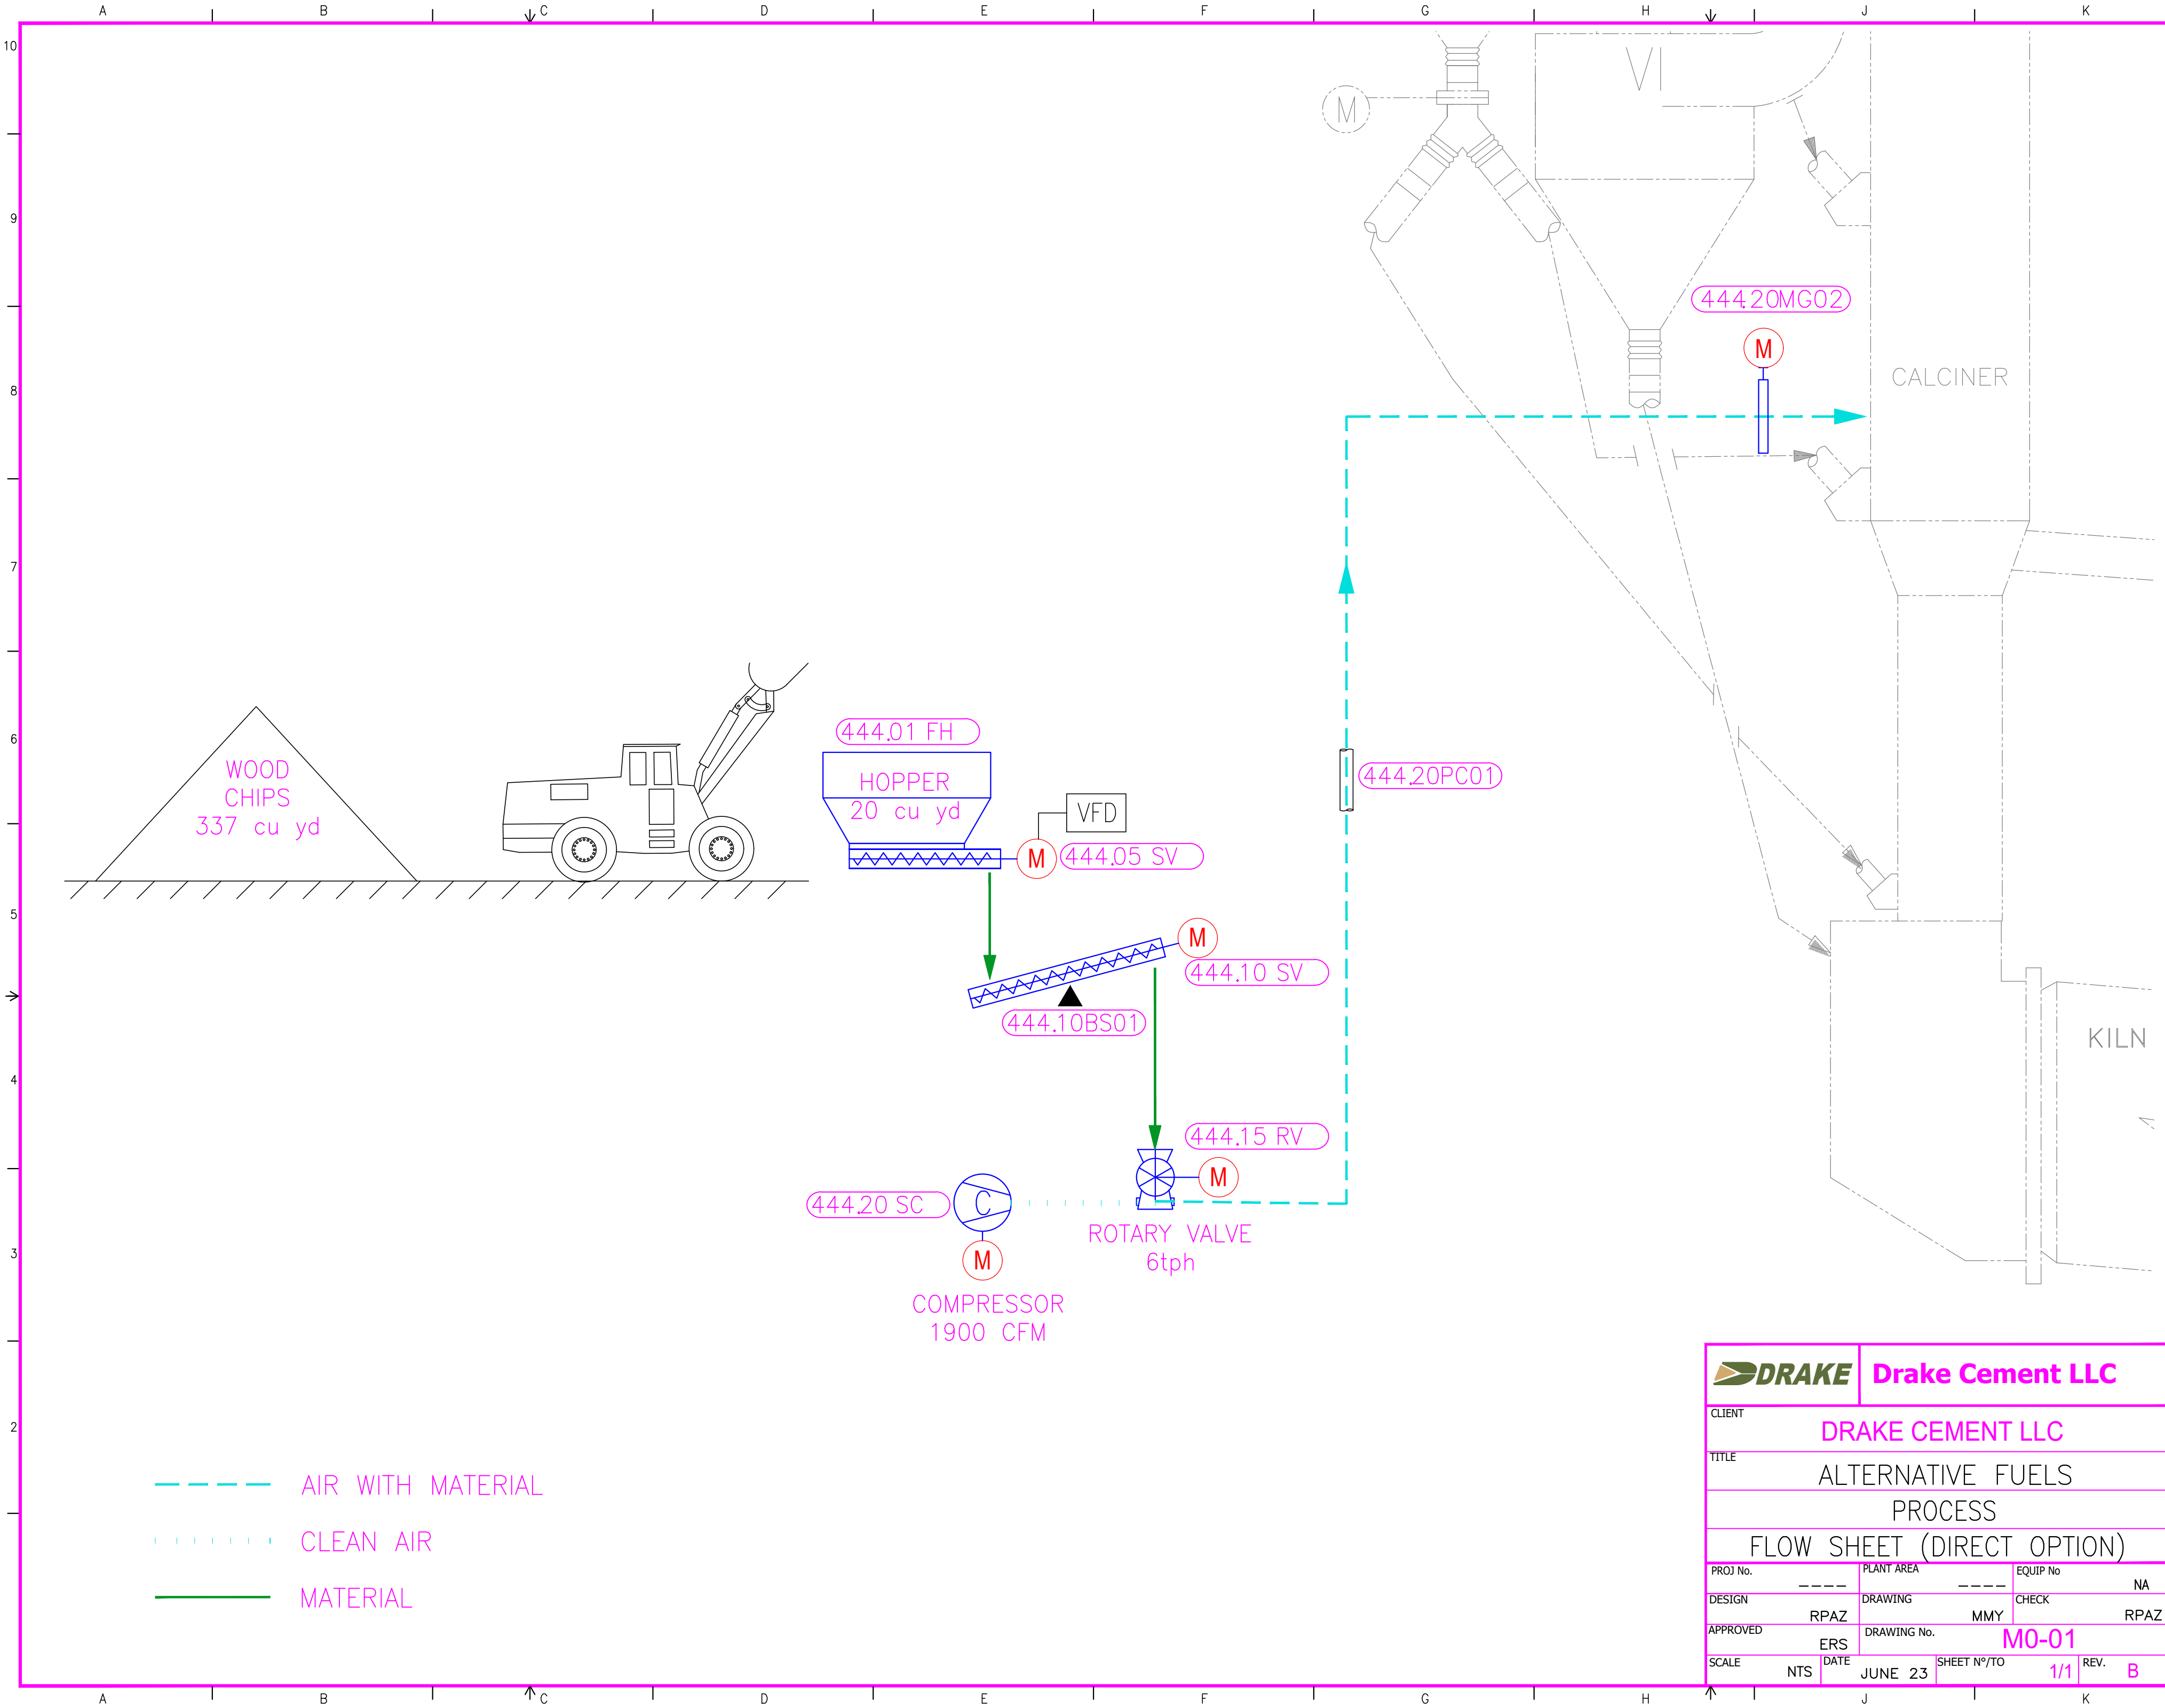 A B C D E F G H J K
10
9
8
7
6
5
4
3
2
M
VI
444.20MG02
M
CALCINER
WOOD
CHIPS
337 cu yd
444.01 FH
HOPPER
20 cu yd
VFD
M
444.05 SV
444.20PC01
M
444.10 SV
444.10BS01
KILN
444.15 RV
M
444.20 SC
C
M
ROTARY VALVE
6tph
COMPRESSOR
1900 CFM
AIR WITH MATERIAL
CLEAN AIR
MATERIAL
DRAKE
Drake Cement LLC
CLIENT
DRAKE CEMENT LLC
TITLE
ALTERNATIVE FUELS
PROCESS
FLOW SHEET (DIRECT OPTION)
PROJ No. ---- PLANT AREA ---- EQUIP No NA
DESIGN RPAZ DRAWING MMY CHECK RPAZ
APPROVED ERS DRAWING No. M0-01
SCALE NTS DATE JUNE 23 SHEET Nº/TO 1/1 REV. B
A B C D E F G H J K